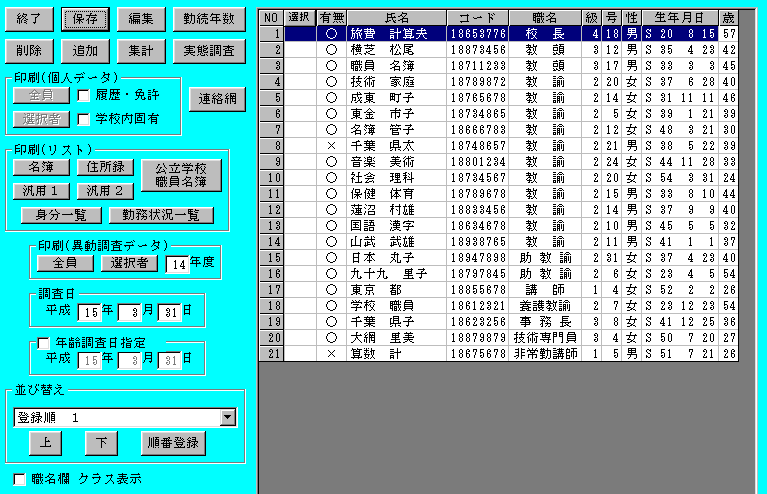 終了 保存 編集 勤続年数
削除 追加 集計 実態調査
印刷(個人データ)
全員 履歴・免許 連絡網
選択者 学校内固有
印刷(リスト)
名簿 住所録 公立学校
職員名簿
汎用1 汎用2
身分一覧 勤務状況一覧
印刷(異動調査データ)
全員 選択者 14 年度
調査日
平成 15 年 3 月 31 日
年齢調査日指定
平成 15 年 3 月 31 日
並び替え
登録順 1
上 下 順番登録
職名欄 クラス表示
NO 選択 有無 氏名 コード 職名 級 号 性 生年月日 歳
1 ○ 旅費 計算夫 18653776 校 長 4 18 男 S 20 8 15 57
2 ○ 横芝 松尾 18873456 教 頭 3 12 男 S 35 4 23 42
3 ○ 職員 名簿 18711233 教 頭 3 17 男 S 33 3 3 45
4 ○ 技術 家庭 18789872 教 諭 2 20 女 S 37 6 28 40
5 ○ 成東 町子 18765678 教 諭 2 14 女 S 31 11 11 46
6 ○ 東金 市子 18734865 教 諭 2 5 女 S 39 1 21 39
7 ○ 名簿 管子 18666783 教 諭 2 12 女 S 48 3 21 30
8 × 千葉 県太 18748657 教 諭 2 21 男 S 38 5 22 39
9 ○ 音楽 美術 18801234 教 諭 2 24 女 S 44 11 28 33
10 ○ 社会 理科 18734567 教 諭 2 20 女 S 54 3 31 24
11 ○ 保健 体育 18789678 教 諭 2 15 男 S 33 8 10 44
12 ○ 蓮沼 村雄 18833456 教 諭 2 14 男 S 37 9 9 40
13 ○ 国語 漢字 18634678 教 諭 2 10 男 S 45 5 5 32
14 ○ 山武 武雄 18938765 教 諭 2 11 男 S 41 1 1 37
15 ○ 日本 丸子 18947898 助 教 諭 2 31 女 S 37 4 23 40
16 ○ 九十九 里子 18797845 助 教 諭 2 6 女 S 23 4 5 54
17 ○ 東京 都 18855678 講 師 1 4 女 S 52 2 2 26
18 ○ 学校 職員 18612321 養護教諭 2 7 女 S 23 12 23 54
19 ○ 千葉 県子 18623256 事 務 長 3 8 女 S 41 12 25 36
20 ○ 大網 里美 18879879 技術専門員 3 4 女 S 50 7 20 27
21 × 算数 計 18675678 非常勤講師 1 5 男 S 51 7 21 26